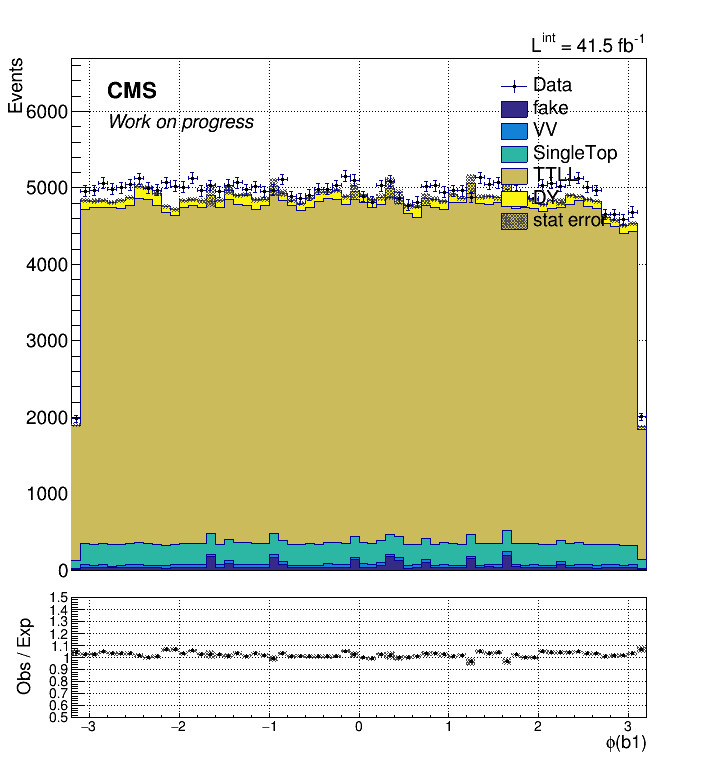 L^int = 41.5 fb^-1
Events
CMS
Work on progress
Data
fake
VV
SingleTop
TTLL
DY
stat error
6000
5000
4000
3000
2000
1000
0
Obs / Exp
1.5
1.4
1.3
1.2
1.1
1
0.9
0.8
0.7
0.6
0.5
−3 −2 −1 0 1 2 3
ϕ(b1)